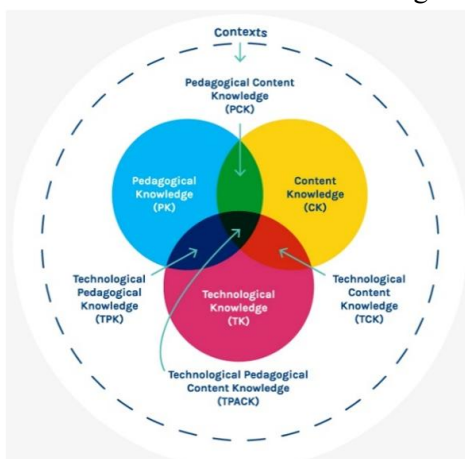 Contexts
Pedagogical Content
Knowledge
(PCK)
Pedagogical
Knowledge
(PK)
Content
Knowledge
(CK)
Technological
Pedagogical
Knowledge
(TPK)
Technological
Knowledge
(TK)
Technological
Content
Knowledge
(TCK)
Technological Pedagogical
Content Knowledge
(TPACK)